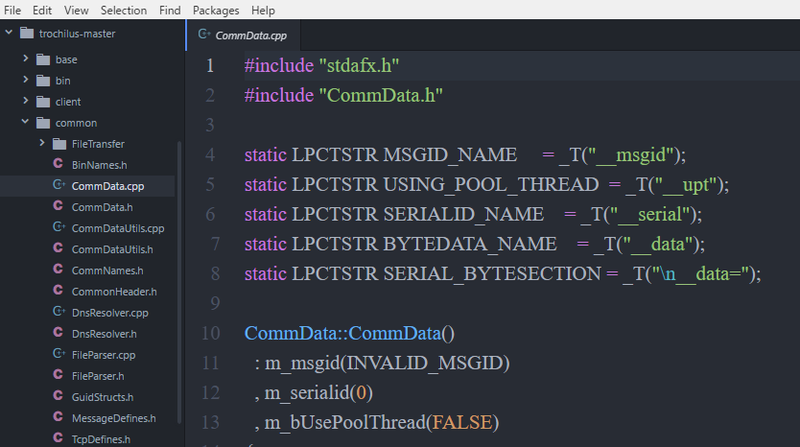 File Edit View Selection Find Packages Help
trochilus-master
base
bin
client
common
FileTransfer
BinNames.h
CommData.cpp
CommData.h
CommDataUtils.cpp
CommDataUtils.h
CommNames.h
CommonHeader.h
DnsResolver.cpp
DnsResolver.h
FileParser.cpp
FileParser.h
GuidStructs.h
MessageDefines.h
TcpDefines.h
CommData.cpp
1 #include "stdafx.h"
2 #include "CommData.h"
3
4 static LPCTSTR MSGID_NAME = _T("__msgid");
5 static LPCTSTR USING_POOL_THREAD = _T("__upt");
6 static LPCTSTR SERIALID_NAME = _T("__serial");
7 static LPCTSTR BYTEDATA_NAME = _T("__data");
8 static LPCTSTR SERIAL_BYTESECTION = _T("\n__data=");
9
10 CommData::CommData()
11 : m_msgid(INVALID_MSGID)
12 , m_serialid(0)
13 , m_bUsePoolThread(FALSE)